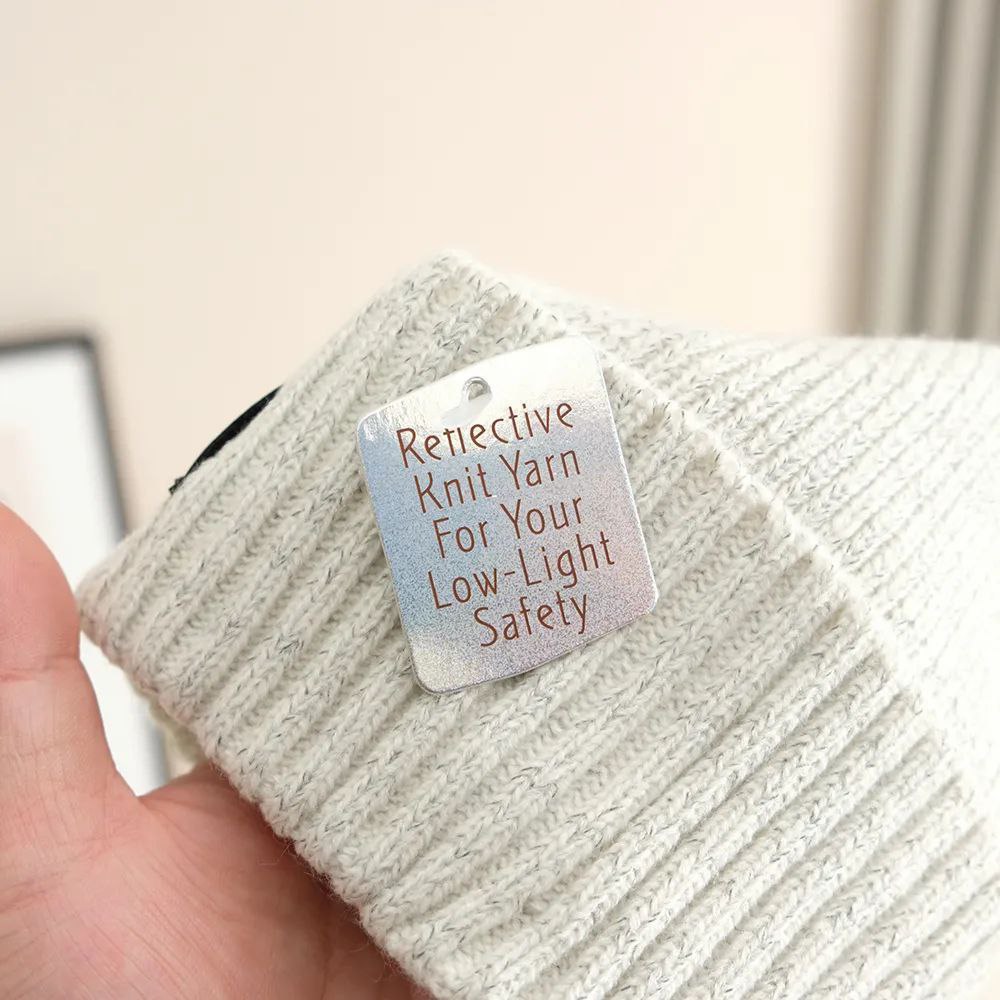 Reflective
Knit Yarn
For Your
Low-Light
Safety